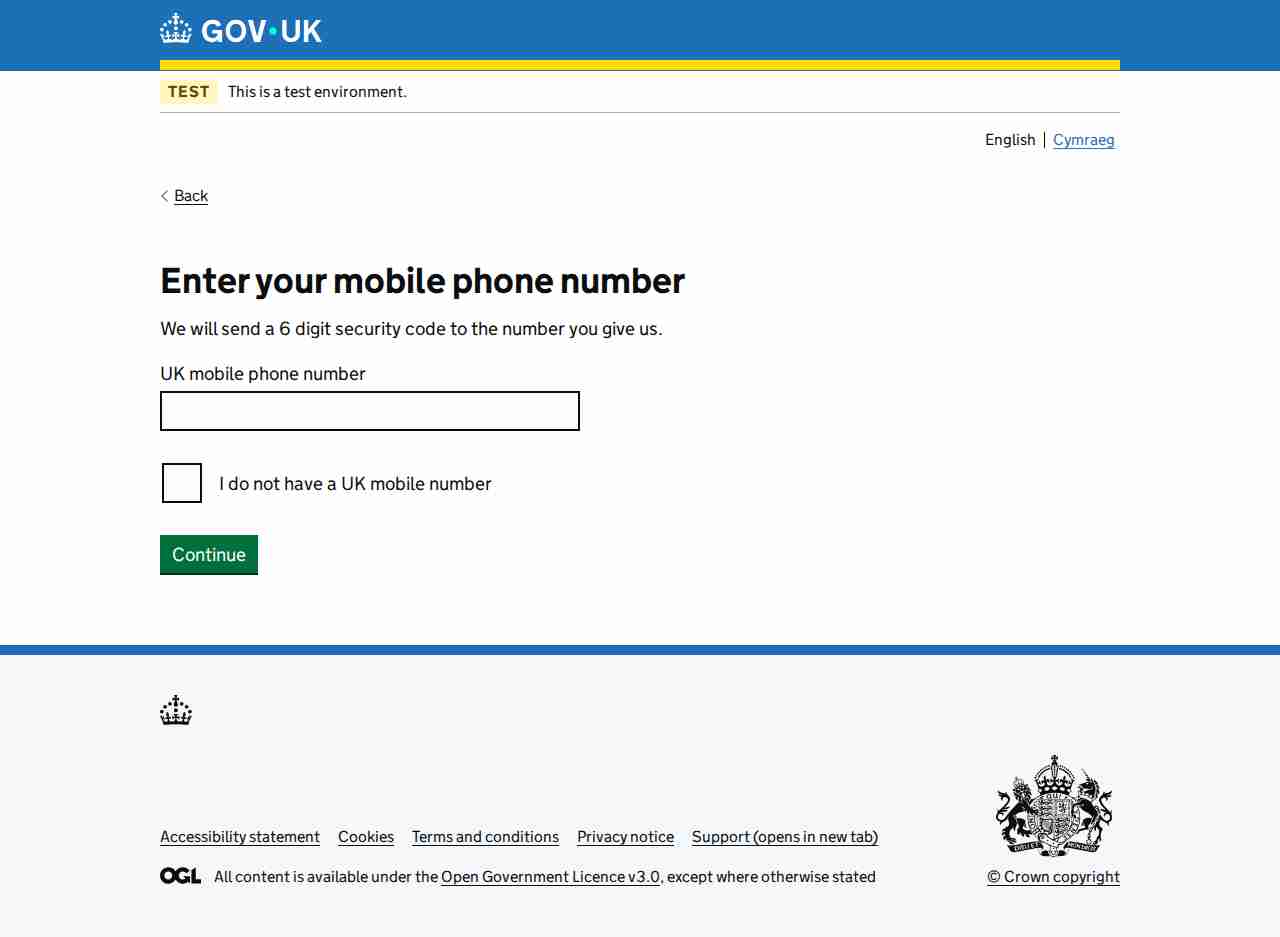 GOV·UK
TEST This is a test environment.
English Cymraeg
Back
Enter your mobile phone number
We will send a 6 digit security code to the number you give us.
UK mobile phone number
I do not have a UK mobile number
Continue
Accessibility statement Cookies Terms and conditions Privacy notice Support (opens in new tab)
OGL All content is available under the Open Government Licence v3.0, except where otherwise stated
© Crown copyright